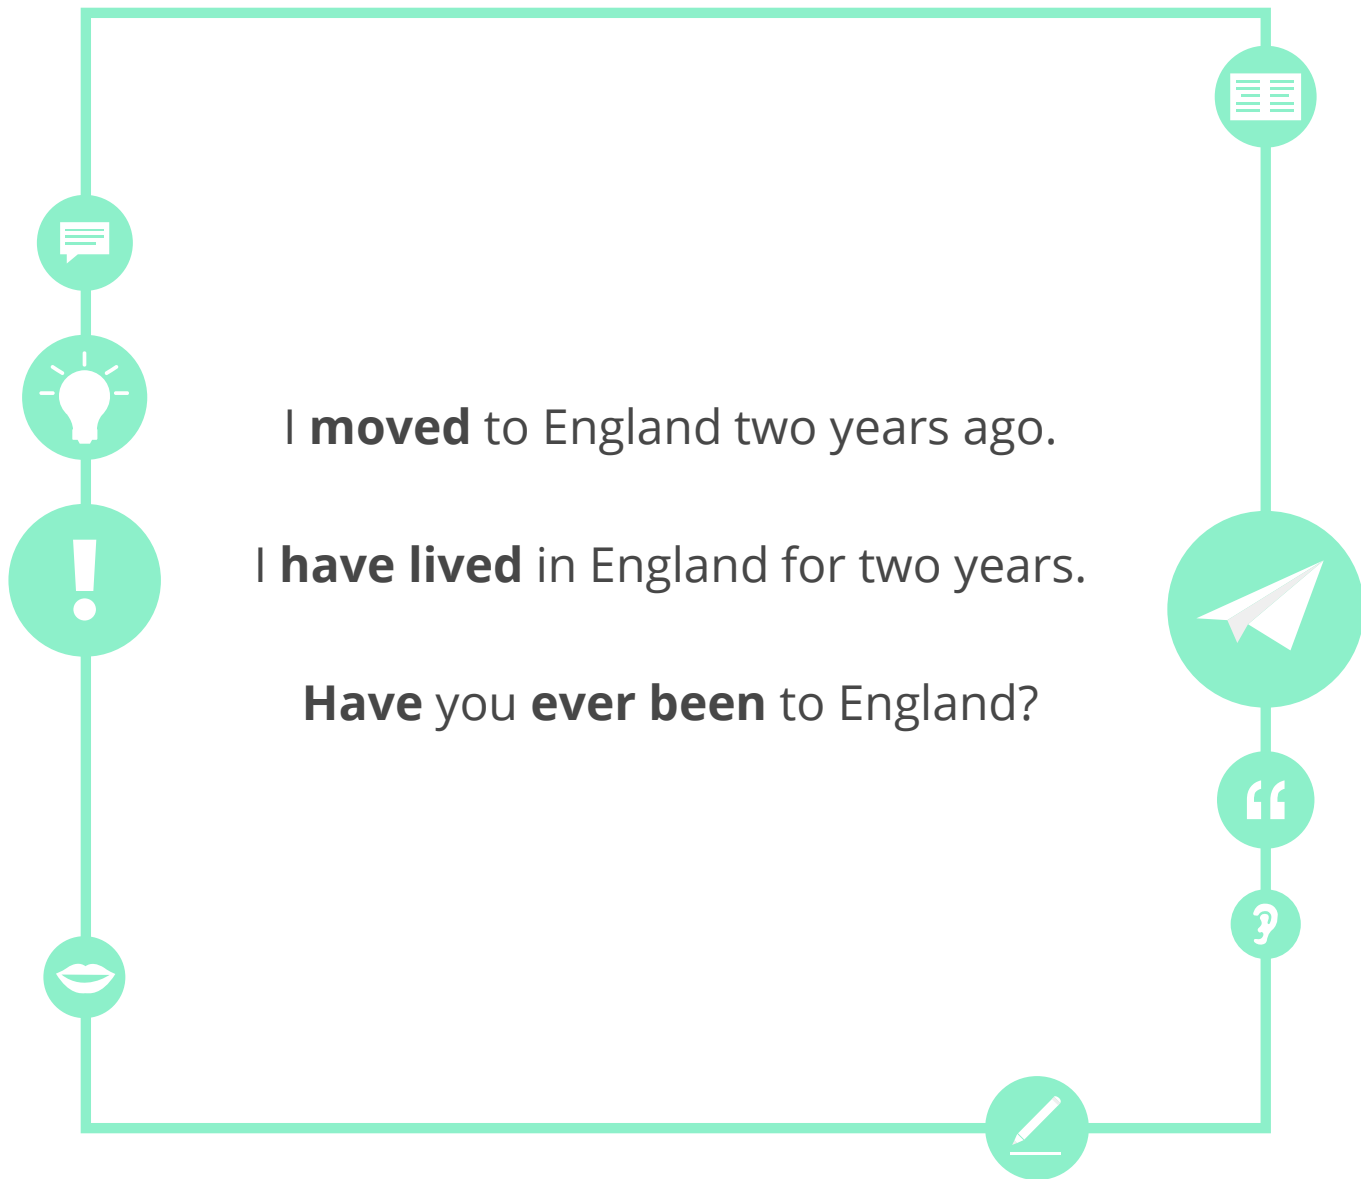 I moved to England two years ago.
I have lived in England for two years.
Have you ever been to England?